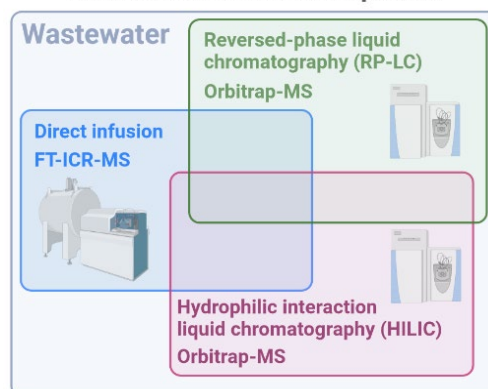 Wastewater
Reversed-phase liquid
chromatography (RP-LC)
Orbitrap-MS
Direct infusion
FT-ICR-MS
Hydrophilic interaction
liquid chromatography (HILIC)
Orbitrap-MS